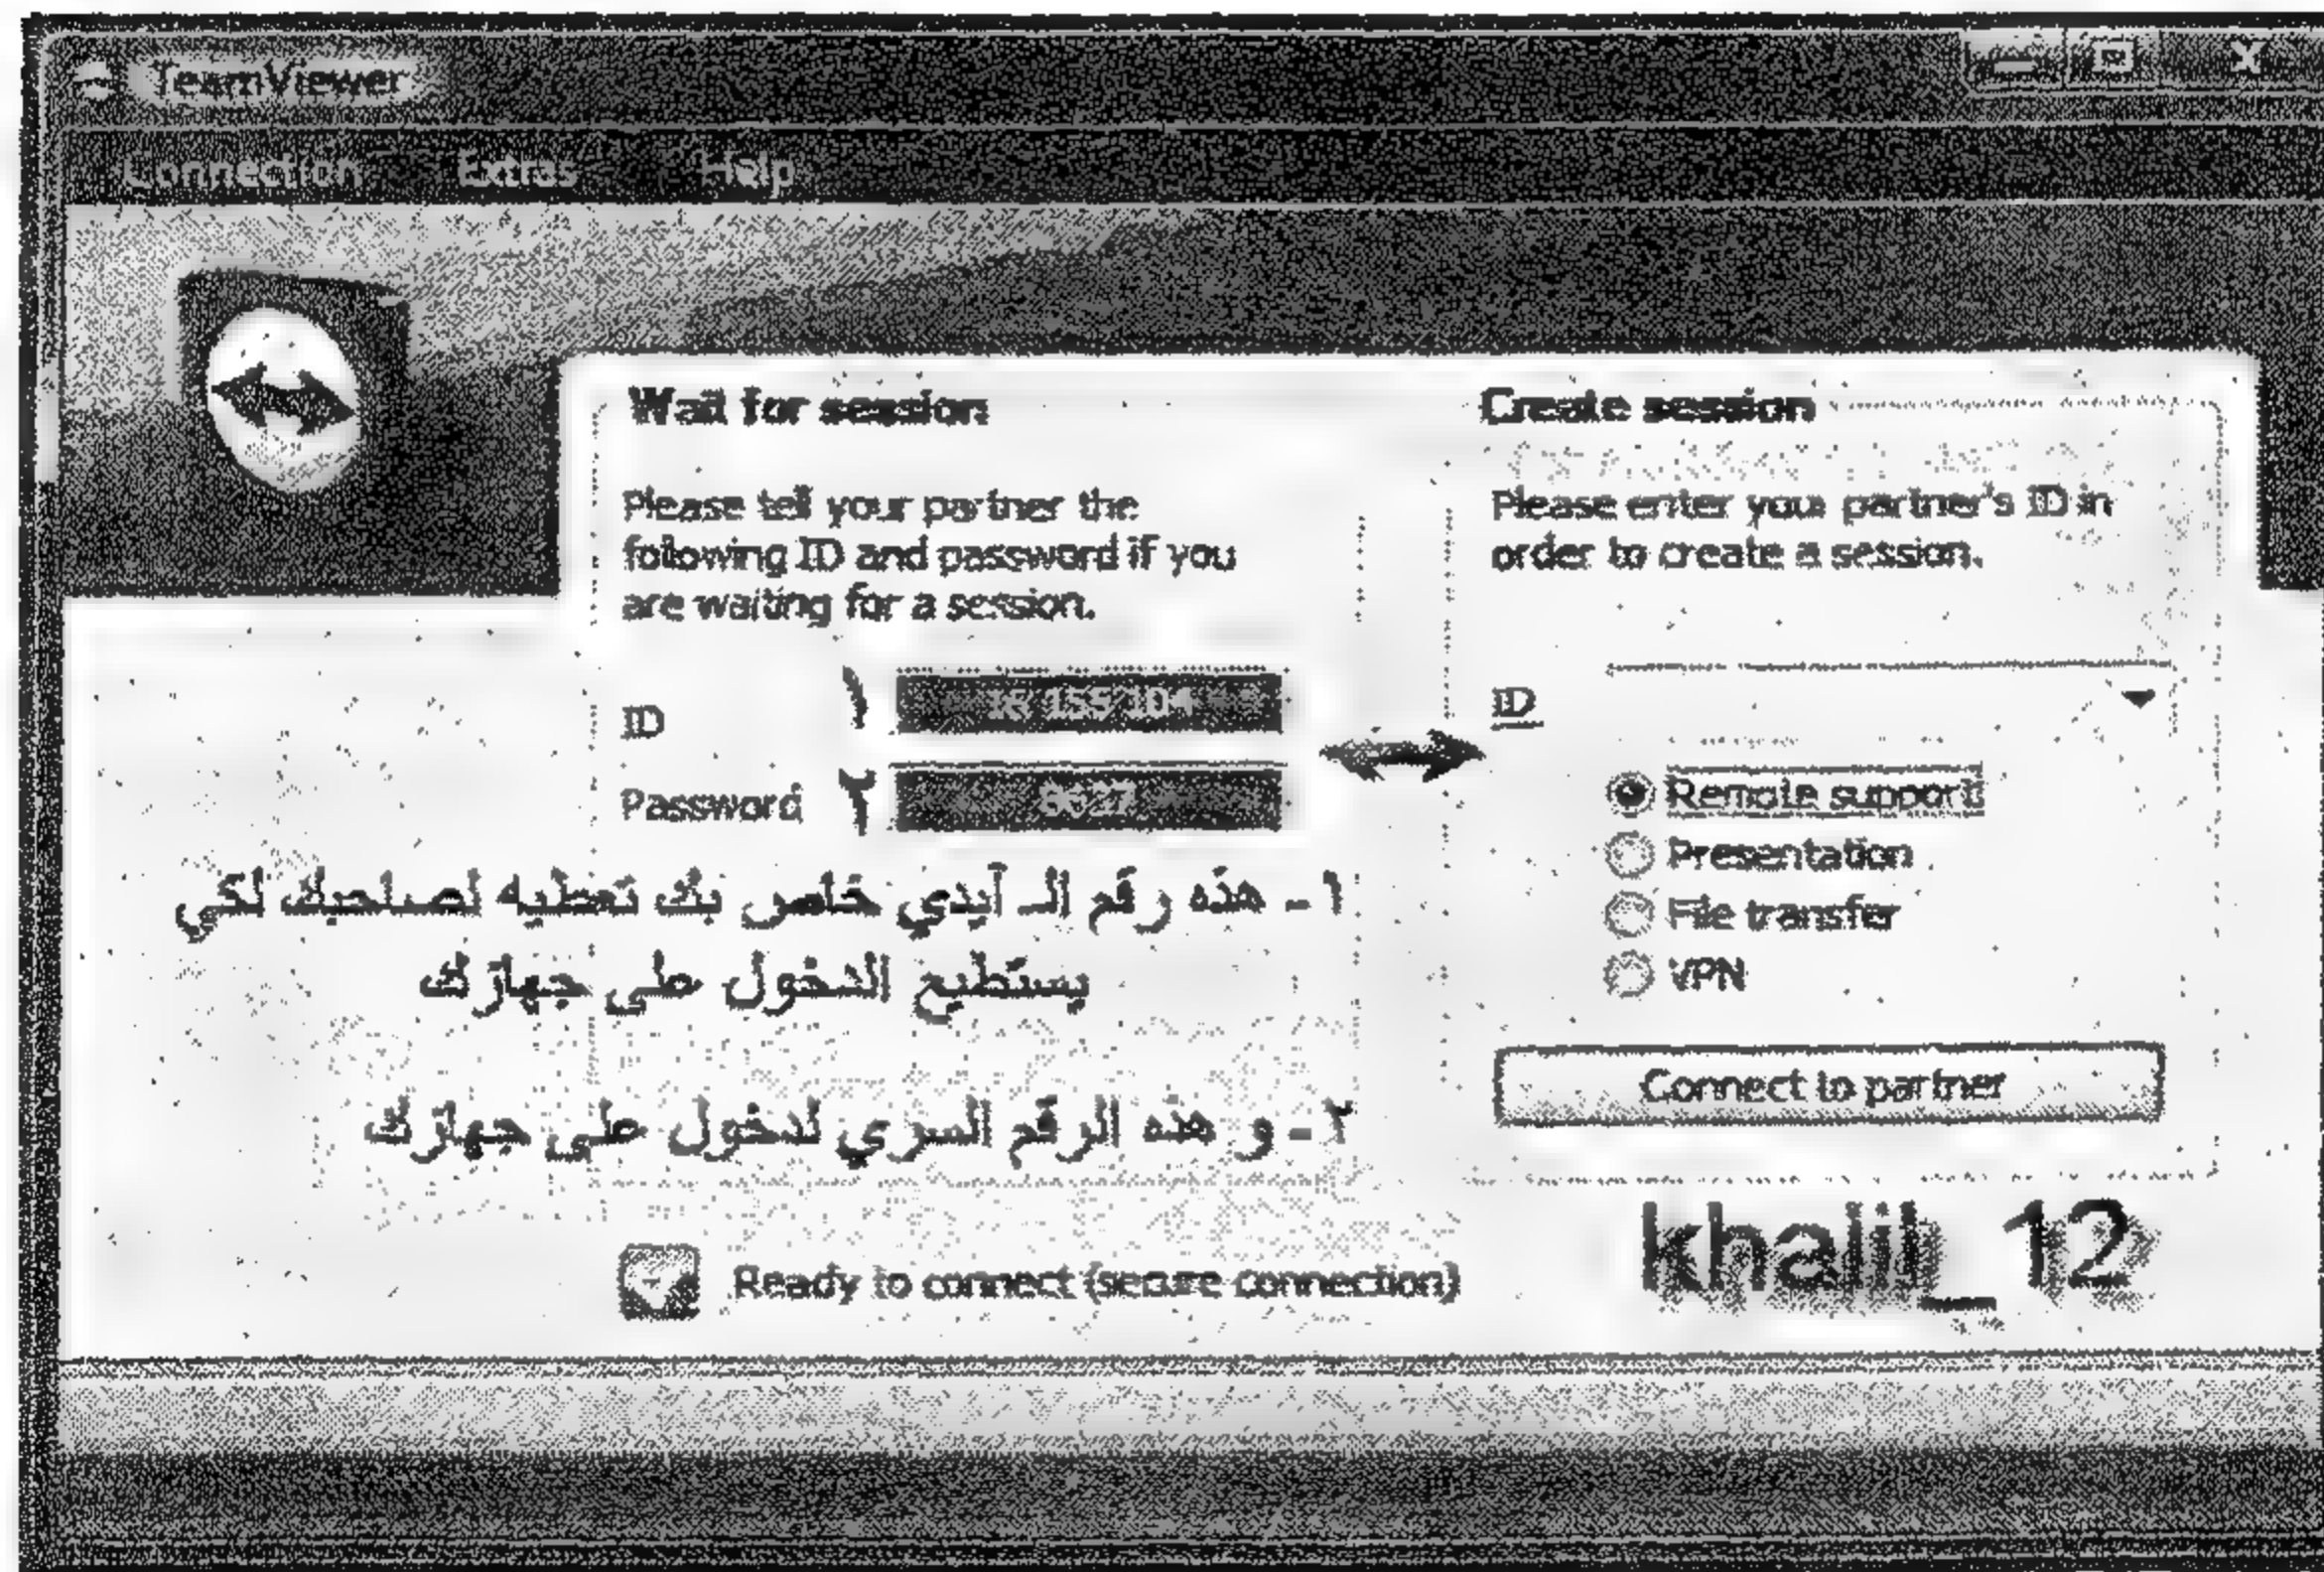 TeamViewer
Connection Extras Help
Wait for session
Please tell your partner the
following ID and password if you
are waiting for a session.
ID ١ 155 104
Password ٢
١ - هذه رقم الـ آيدي خاص بك تعطيه لصاحبك لكي
يستطيع الدخول على جهازك
٢ - و هذه الرقم السري لدخول على جهازك
Ready to connect (secure connection)
Create session
Please enter your partner's ID in
order to create a session.
ID
Remote support
Presentation
File transfer
VPN
Connect to partner
khalil_12